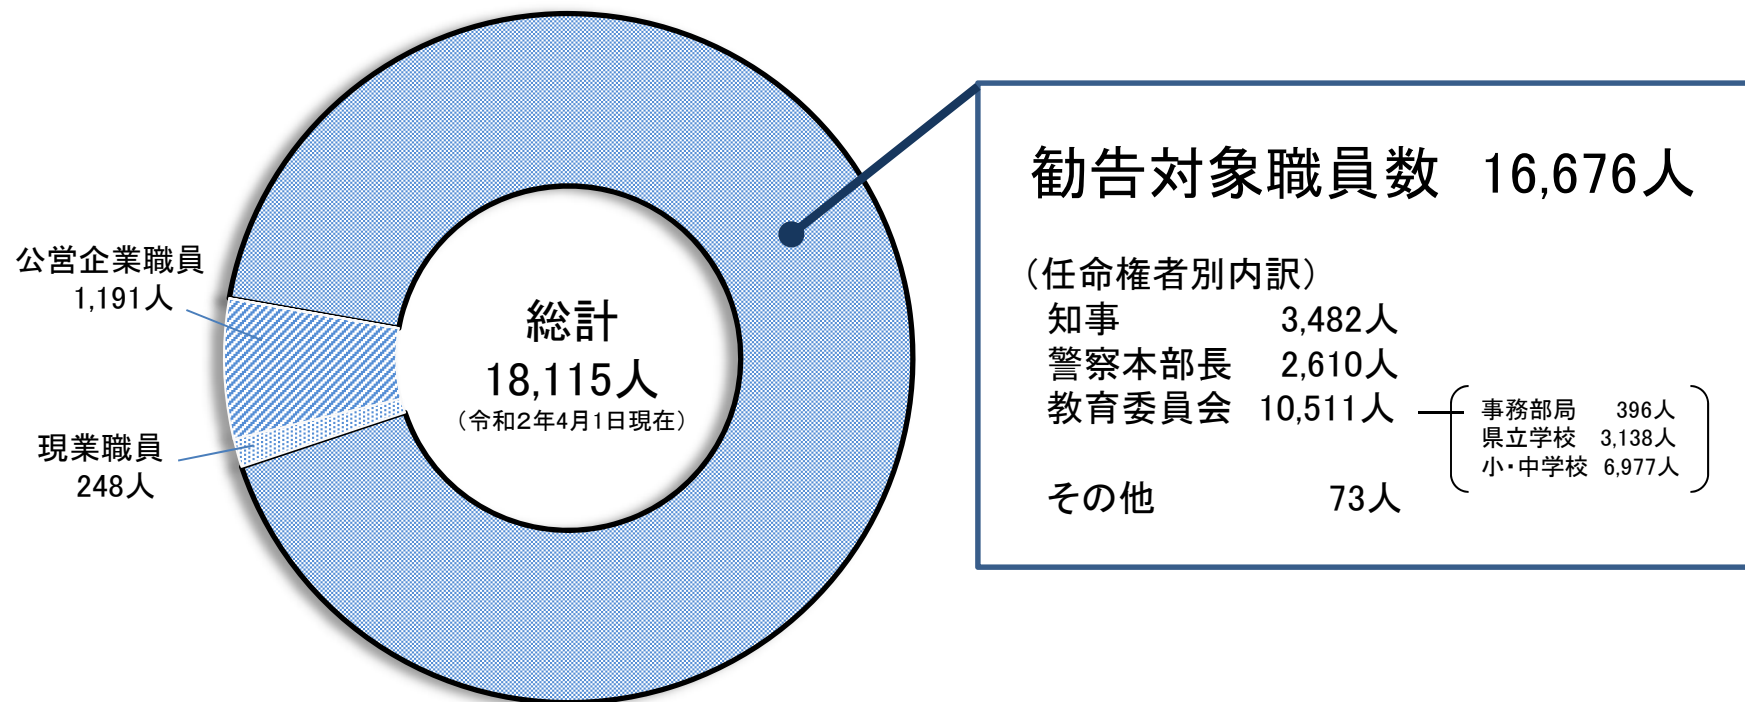 公営企業職員
1,191人
現業職員
248人
総計
18,115人
（令和2年4月1日現在）
勧告対象職員数 16,676人
（任命権者別内訳）
知事 3,482人
警察本部長 2,610人
教育委員会 10,511人
事務部局 396人
県立学校 3,138人
小・中学校 6,977人
その他 73人